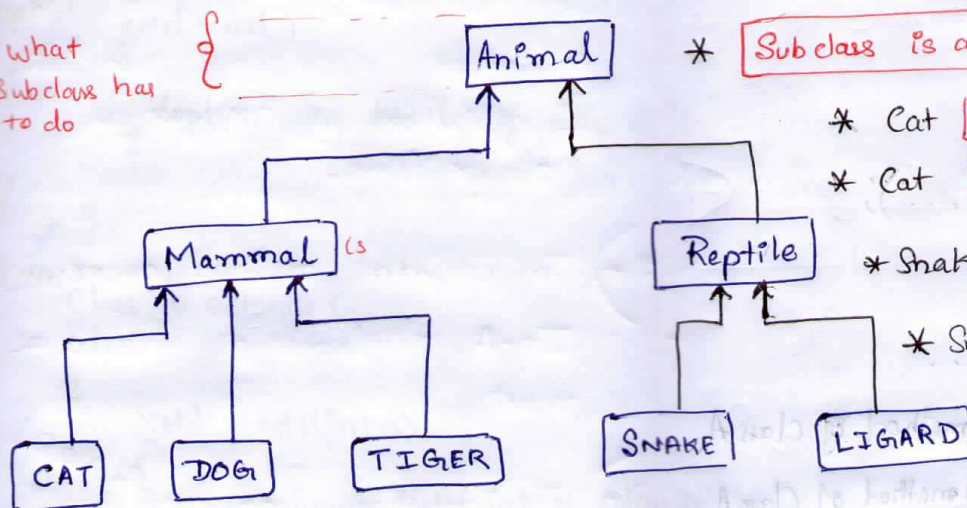 what
subclass has
to do
Animal
* Subclass is a
* Cat
* Cat
Mammal (s
Reptile
* Snak
* S
CAT
DOG
TIGER
SNAKE
LIGARD